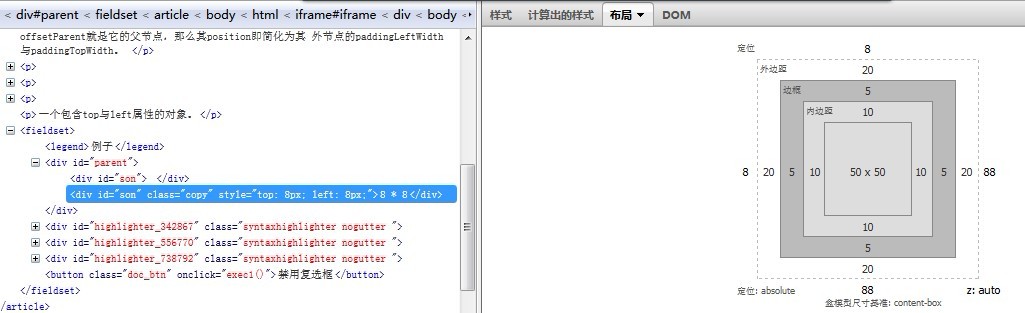 < div#parent < fieldset < article < body < html < iframe#iframe < div < body <
样式 计算出的样式 布局 DOM
offsetParent就是它的父节点，那么其position即简化为其 外节点的paddingLeftWidth
与paddingTopWidth。 </p>
<p>
<p>
<p>
<p>一个包含top与left属性的对象。</p>
<fieldset>
<legend>例子</legend>
<div id="parent">
<div id="son"> </div>
<div id="son" class="copy" style="top: 8px; left: 8px;">8 * 8</div>
</div>
<div id="highlighter_342867" class="syntaxhighlighter nogutter ">
<div id="highlighter_556770" class="syntaxhighlighter nogutter ">
<div id="highlighter_738792" class="syntaxhighlighter nogutter ">
<button class="doc_btn" onclick="exec1()">禁用复选框</button>
</fieldset>
/article>
定位 8
外边距 20
边框 5
内边距 10
8 20 5 10 50 x 50 10 5 20 88
10
5
20
定位: absolute 88 z: auto
盒模型尺寸基准: content-box